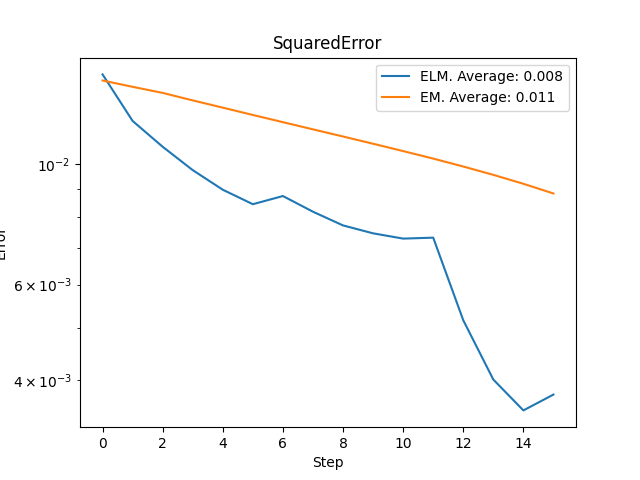 SquaredError
ELM. Average: 0.008
EM. Average: 0.011
10⁻²
6 × 10⁻³
4 × 10⁻³
Error
0 2 4 6 8 10 12 14
Step